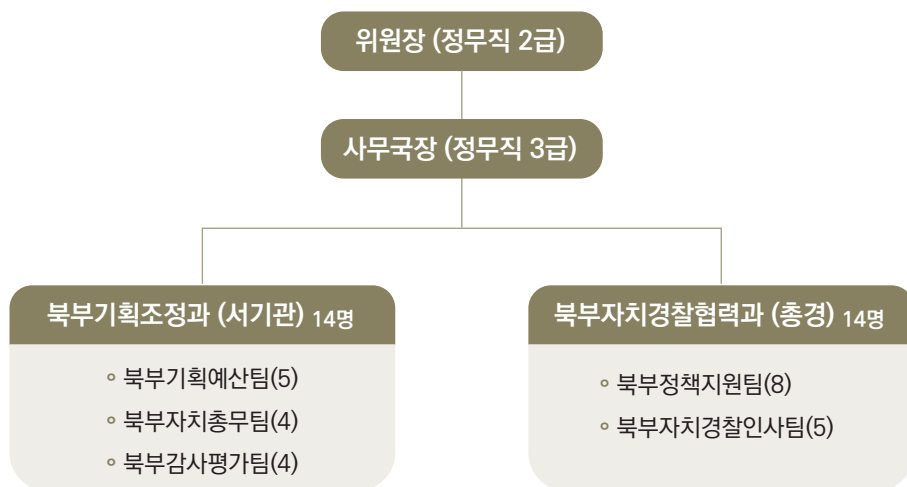 위원장 (정무직 2급)
사무국장 (정무직 3급)
북부기획조정과 (서기관) 14명
∘ 북부기획예산팀(5)
∘ 북부자치총무팀(4)
∘ 북부감사평가팀(4)
북부자치경찰협력과 (총경) 14명
∘ 북부정책지원팀(8)
∘ 북부자치경찰인사팀(5)